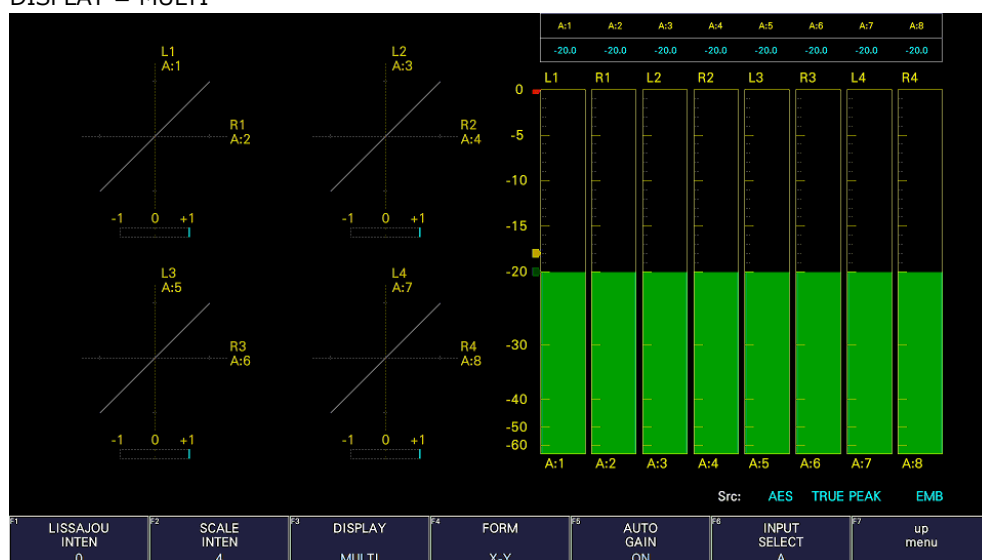 DISPLAY = MULTI
L1
A:1
R1
A:2
-1 0 +1
L2
A:3
R2
A:4
-1 0 +1
L3
A:5
R3
A:6
-1 0 +1
L4
A:7
R4
A:8
-1 0 +1
A:1 A:2 A:3 A:4 A:5 A:6 A:7 A:8
-20.0 -20.0 -20.0 -20.0 -20.0 -20.0 -20.0 -20.0
L1 R1 L2 R2 L3 R3 L4 R4
0
-5
-10
-15
-20
-30
-40
-50
-60
A:1 A:2 A:3 A:4 A:5 A:6 A:7 A:8
Src: AES TRUE PEAK EMB
F1 LISSAJOU
INTEN
0
F2 SCALE
INTEN
4
F3 DISPLAY
MULTI
F4 FORM
X-Y
F5 AUTO
GAIN
ON
F6 INPUT
SELECT
A
F7 up
menu